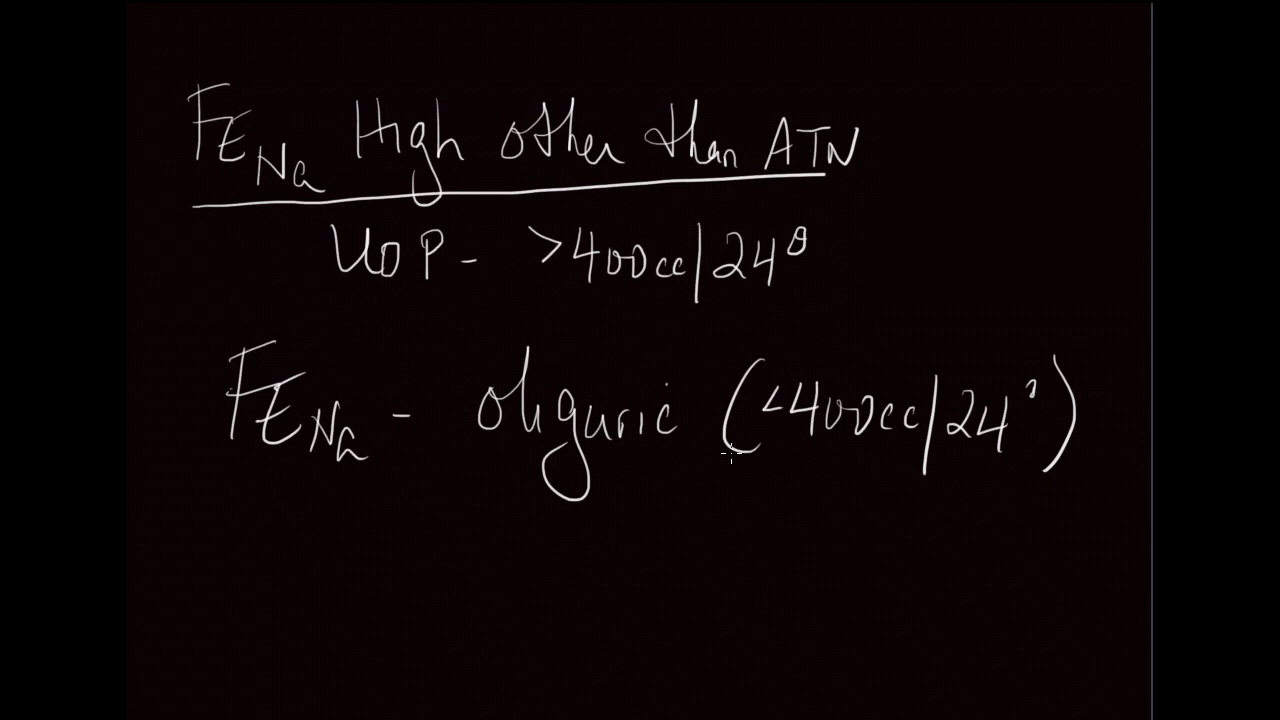 FENa High other than ATN
UOP - >400cc/24°
FENa - oliguric (<400cc/24°)